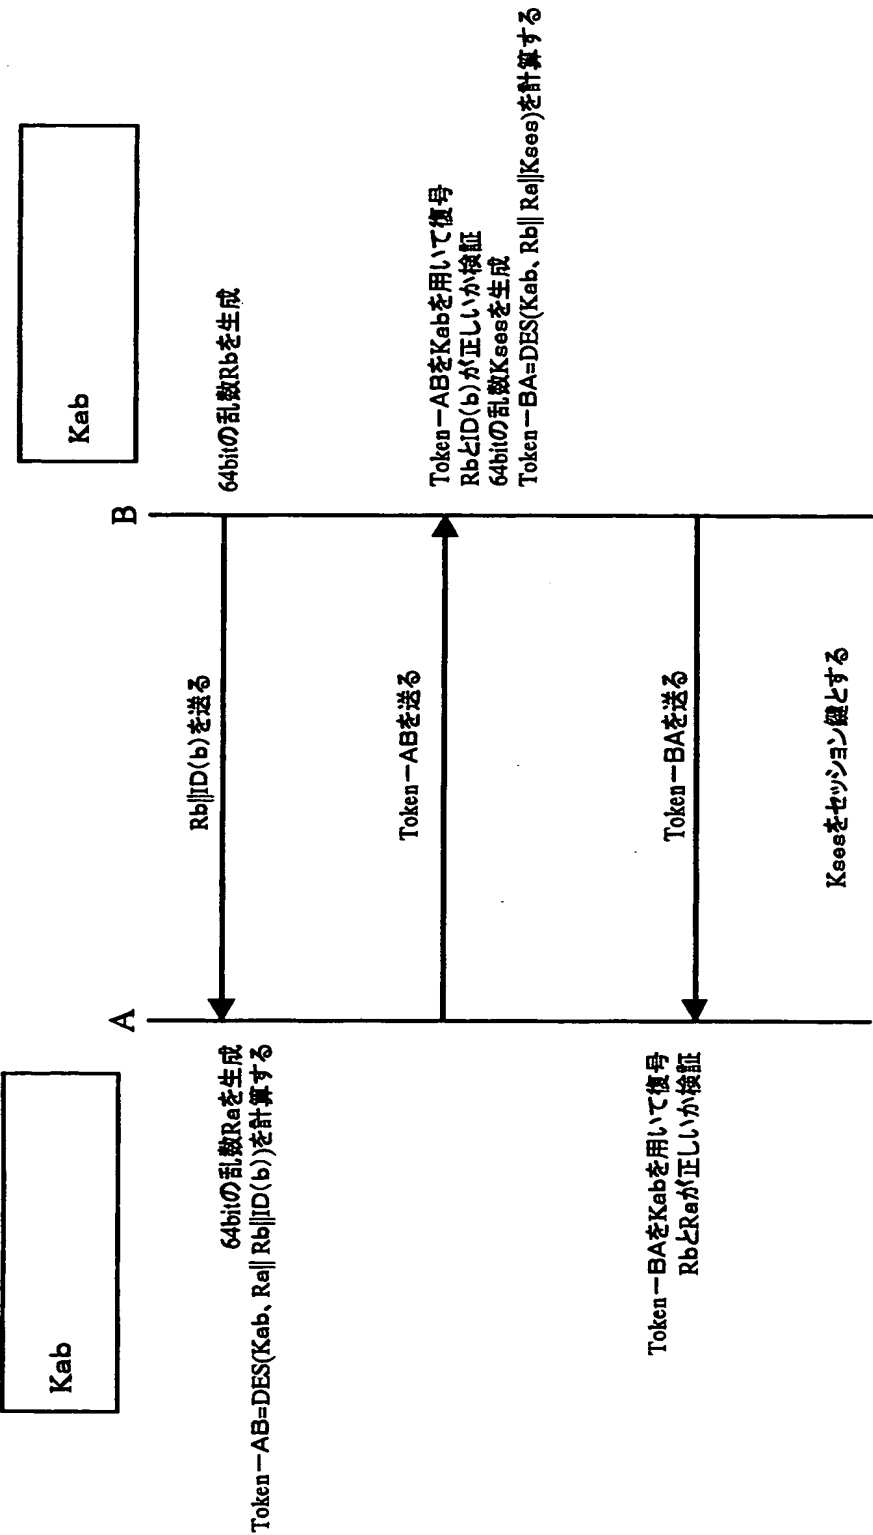 Kab
Kab
A
B
64bitの乱数Rbを生成
Rb||ID(b)を送る
64bitの乱数Raを生成
Token－AB=DES(Kab、Ra|| Rb||ID(b))を計算する
Token－ABを送る
Token－ABをKabを用いて復号
RbとID(b)が正しいか検証
64bitの乱数Ksesを生成
Token－BA=DES(Kab、Rb|| Ra||Kses)を計算する
Token－BAを送る
Token－BAをKabを用いて復号
RbとRaが正しいか検証
Ksesをセッション鍵とする